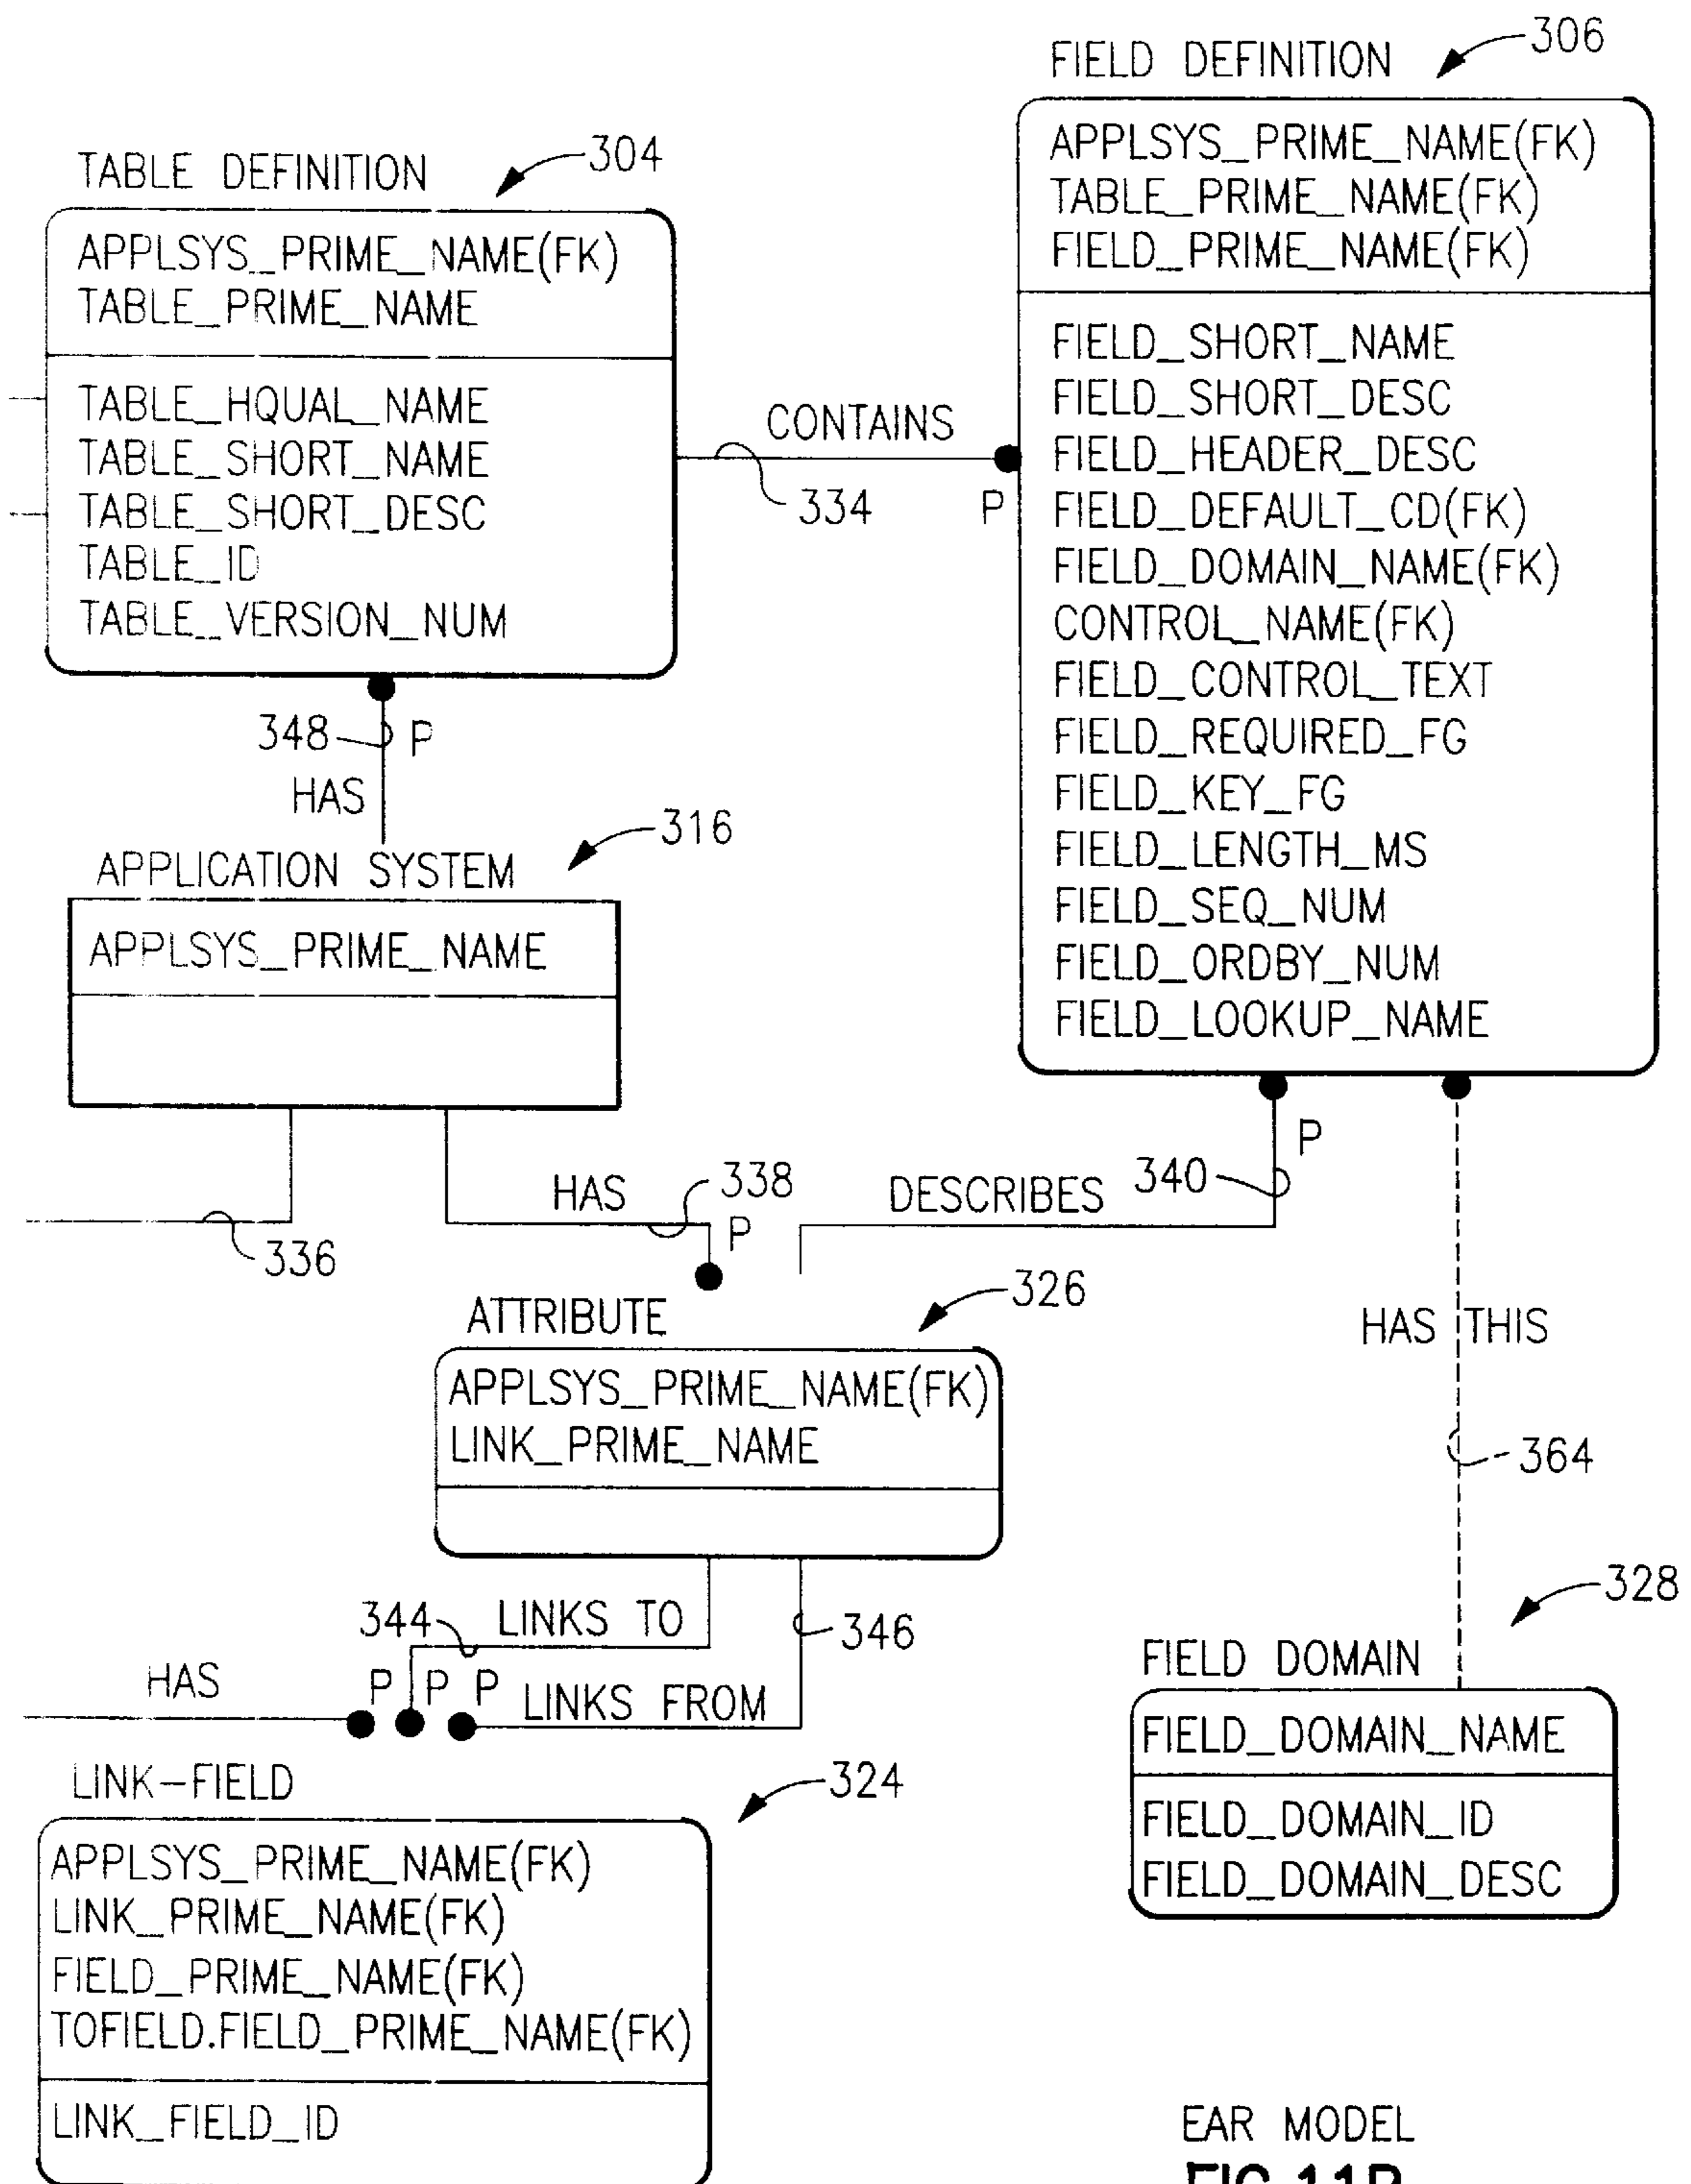 FIELD DEFINITION
306
APPLSYS_PRIME_NAME(FK)
TABLE_PRIME_NAME(FK)
FIELD_PRIME_NAME(FK)
FIELD_SHORT_NAME
FIELD_SHORT_DESC
FIELD_HEADER_DESC
FIELD_DEFAULT_CD(FK)
FIELD_DOMAIN_NAME(FK)
CONTROL_NAME(FK)
FIELD_CONTROL_TEXT
FIELD_REQUIRED_FG
FIELD_KEY_FG
FIELD_LENGTH_MS
FIELD_SEQ_NUM
FIELD_ORDBY_NUM
FIELD_LOOKUP_NAME
TABLE DEFINITION
304
APPLSYS_PRIME_NAME(FK)
TABLE_PRIME_NAME
TABLE_HQUAL_NAME
TABLE_SHORT_NAME
TABLE_SHORT_DESC
TABLE_ID
TABLE_VERSION_NUM
CONTAINS
334
P
348
P
HAS
APPLICATION SYSTEM
316
APPLSYS_PRIME_NAME
336
HAS
338
P
DESCRIBES
340
P
HAS THIS
364
ATTRIBUTE
326
APPLSYS_PRIME_NAME(FK)
LINK_PRIME_NAME
344
LINKS TO
346
HAS
P P P
LINKS FROM
FIELD DOMAIN
328
FIELD_DOMAIN_NAME
FIELD_DOMAIN_ID
FIELD_DOMAIN_DESC
LINK-FIELD
324
APPLSYS_PRIME_NAME(FK)
LINK_PRIME_NAME(FK)
FIELD_PRIME_NAME(FK)
TOFIELD.FIELD_PRIME_NAME(FK)
LINK_FIELD_ID
EAR MODEL
FIG.11B